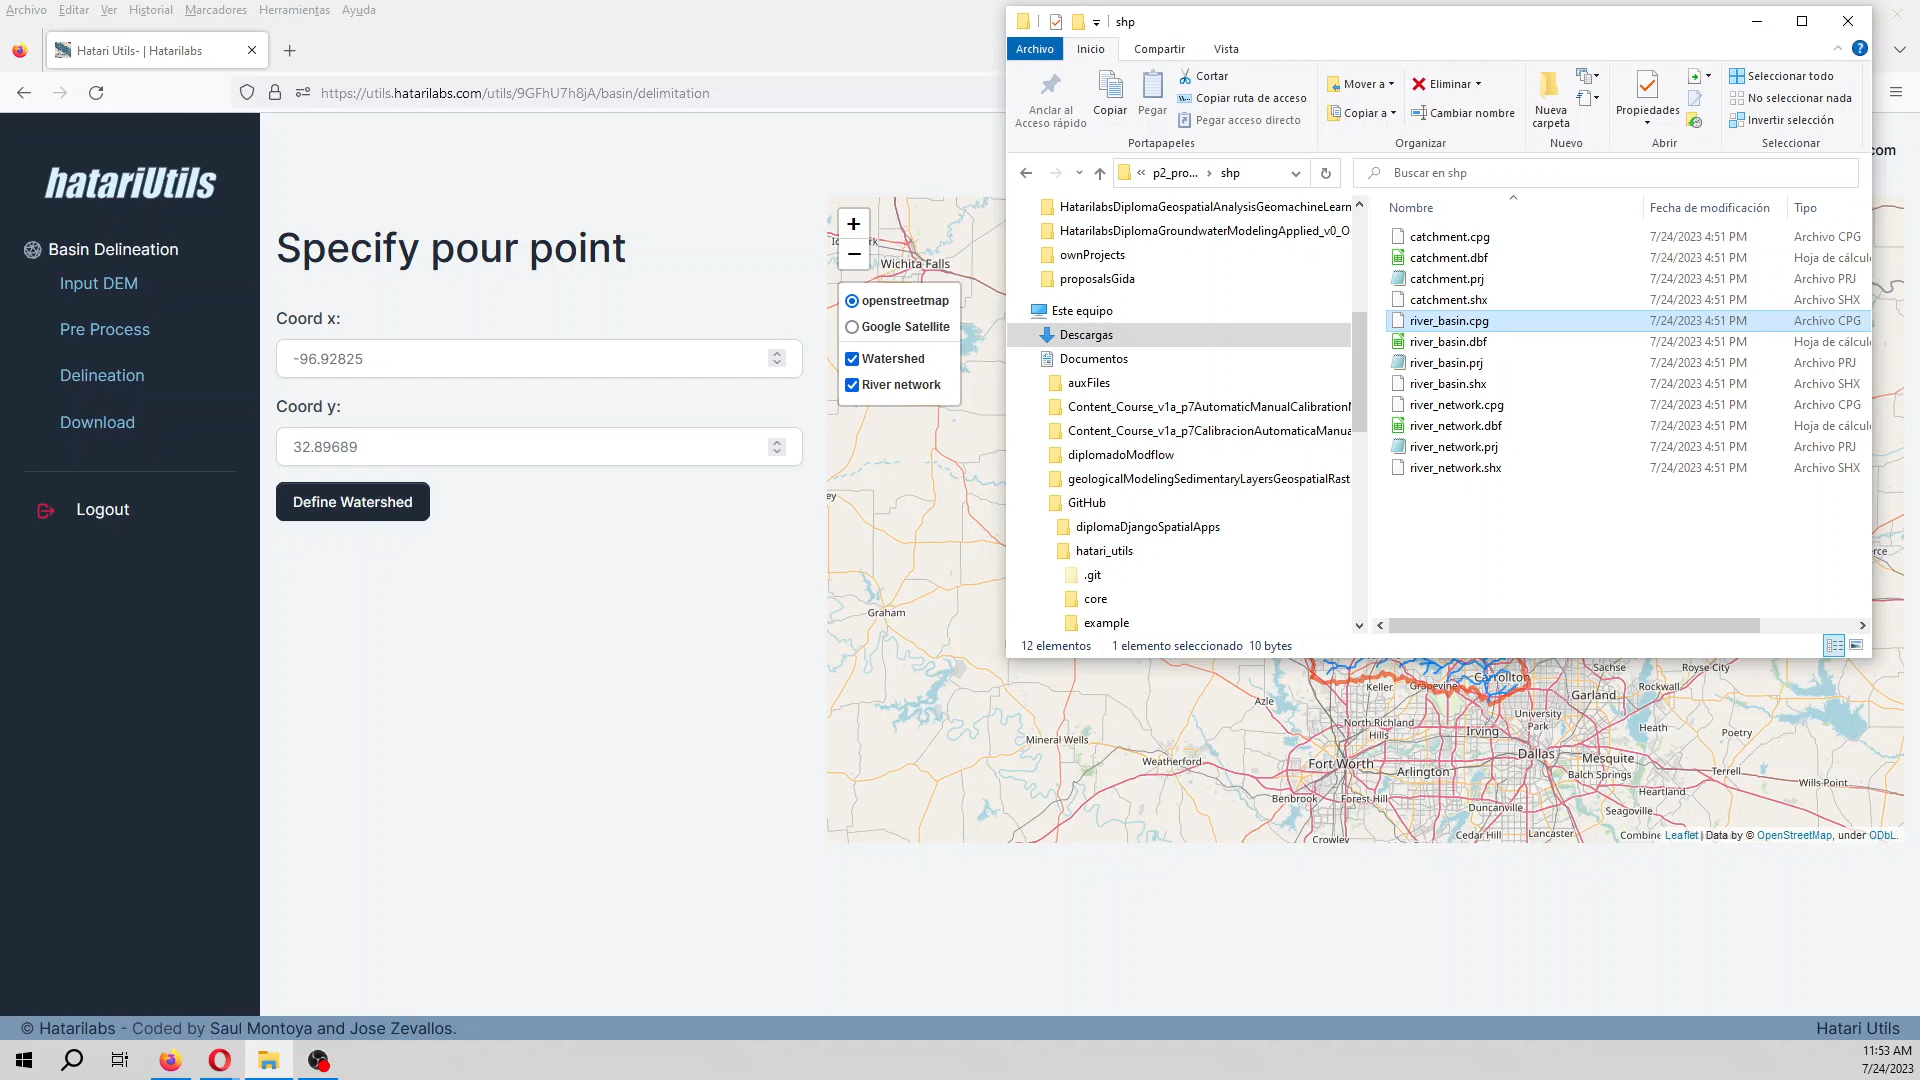 Archivo Editar Ver Historial Marcadores Herramientas Ayuda
Hatari Utils- | Hatarilabs
https://utils.hatarilabs.com/utils/9GFhU7h8jA/basin/delimitation
hatariUtils
Basin Delineation
Input DEM
Pre Process
Delineation
Download
Logout
Specify pour point
Coord x:
-96.92825
Coord y:
32.89689
Define Watershed
+
−
openstreetmap
Google Satellite
Watershed
River network
Wichita Falls
Graham
ey
Mineral Wells
Weatherford
Azle
Keller
Grapevine
Carrollton
North Richland Hills
Irving
University Park
Garland
Sachse
Royse City
Rockwall
Heath
Poetry
Fort Worth
Arlington
Dallas
Mesquite
Balch Springs
Terrell
Wills-Point
Benbrook
Forest Hill
Heartland
Duncanville
Seagoville
Crowley
Cedar Hill
Lancaster
Combine
rce
Leaflet | Data by © OpenStreetMap, under ODbL.
com
shp
Archivo Inicio Compartir Vista
Anclar al Acceso rápido
Copiar
Pegar
Cortar
Copiar ruta de acceso
Pegar acceso directo
Portapapeles
Mover a
Copiar a
Eliminar
Cambiar nombre
Organizar
Nueva carpeta
Nuevo
Propiedades
Abrir
Seleccionar todo
No seleccionar nada
Invertir selección
Seleccionar
« p2_pro... › shp
Buscar en shp
HatarilabsDiplomaGeospatialAnalysisGeomachineLearn
HatarilabsDiplomaGroundwaterModelingApplied_v0_O
ownProjects
proposalsGida
Este equipo
Descargas
Documentos
auxFiles
Content_Course_v1a_p7AutomaticManualCalibration
Content_Course_v1a_p7CalibracionAutomaticaManua
diplomadoModflow
geologicalModelingSedimentaryLayersGeospatialRast
GitHub
diplomaDjangoSpatialApps
hatari_utils
.git
core
example
Nombre Fecha de modificación Tipo
catchment.cpg 7/24/2023 4:51 PM Archivo CPG
catchment.dbf 7/24/2023 4:51 PM Hoja de cálcul
catchment.prj 7/24/2023 4:51 PM Archivo PRJ
catchment.shx 7/24/2023 4:51 PM Archivo SHX
river_basin.cpg 7/24/2023 4:51 PM Archivo CPG
river_basin.dbf 7/24/2023 4:51 PM Hoja de cálcul
river_basin.prj 7/24/2023 4:51 PM Archivo PRJ
river_basin.shx 7/24/2023 4:51 PM Archivo SHX
river_network.cpg 7/24/2023 4:51 PM Archivo CPG
river_network.dbf 7/24/2023 4:51 PM Hoja de cálcul
river_network.prj 7/24/2023 4:51 PM Archivo PRJ
river_network.shx 7/24/2023 4:51 PM Archivo SHX
12 elementos 1 elemento seleccionado 10 bytes
© Hatarilabs - Coded by Saul Montoya and Jose Zevallos.
Hatari Utils
11:53 AM
7/24/2023